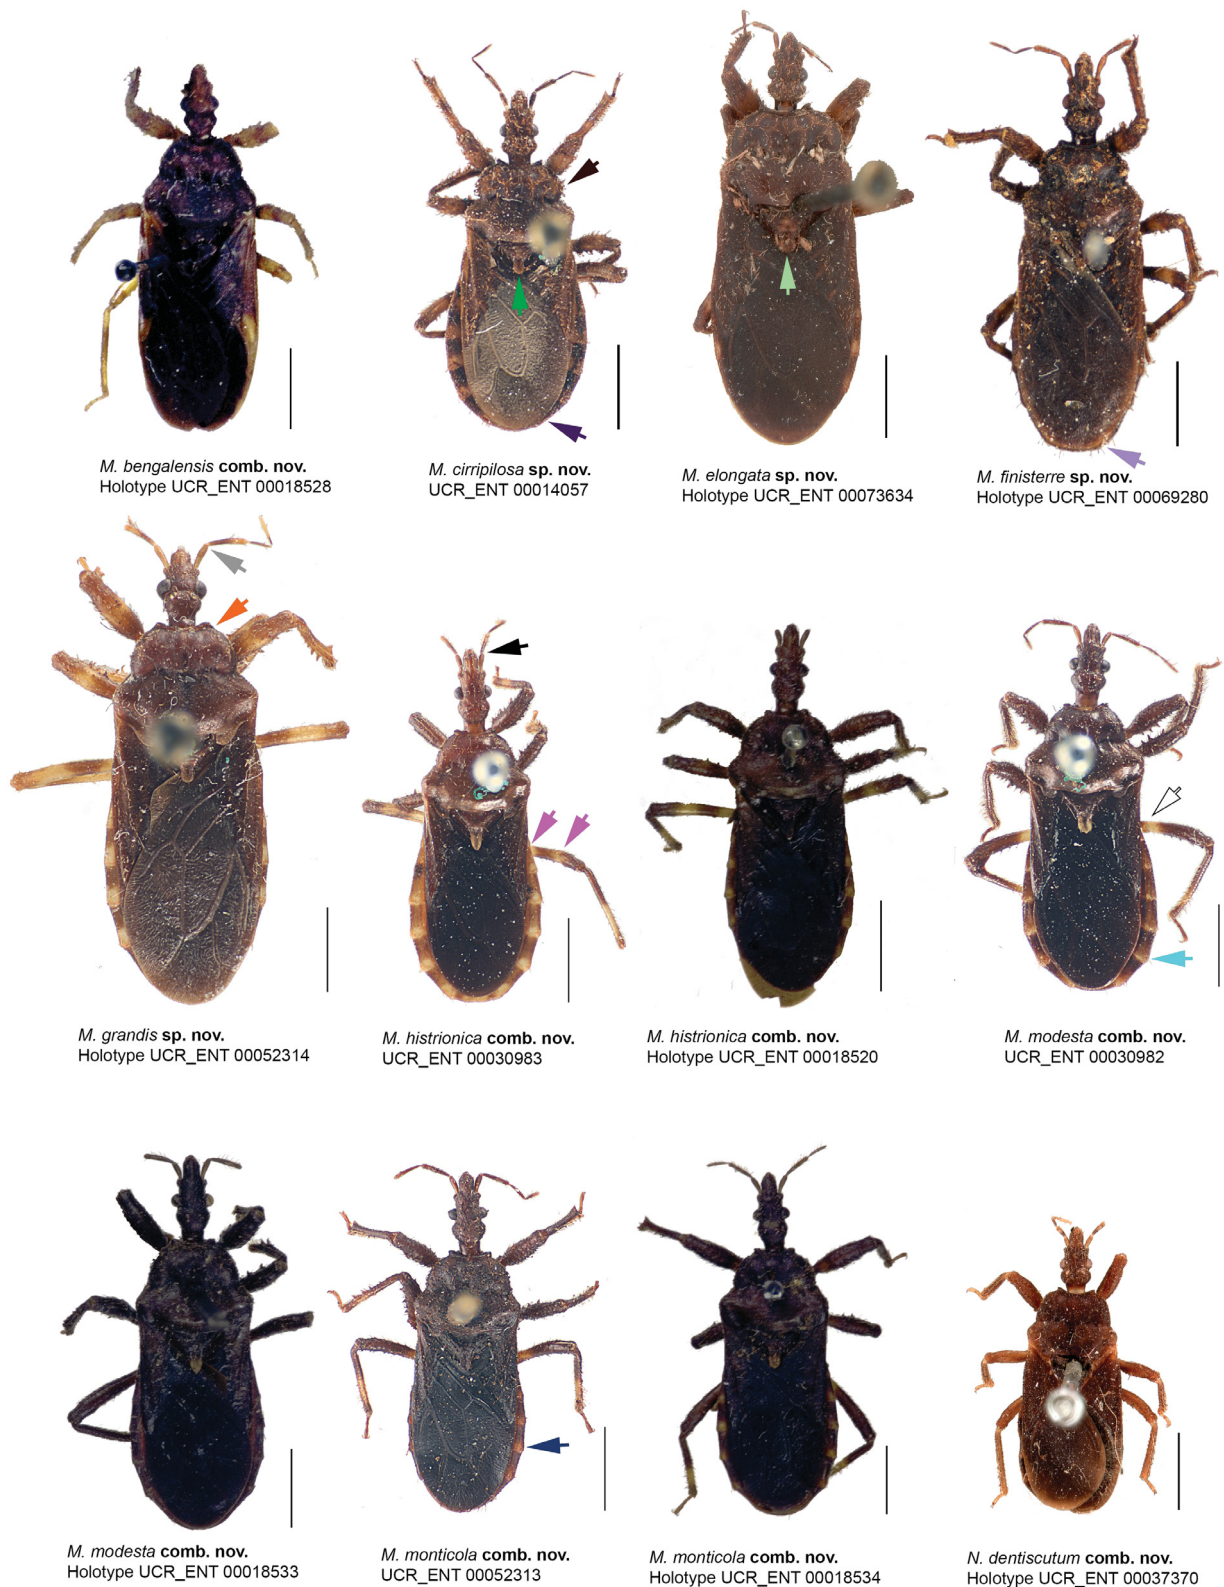 M. bengalensis comb. nov.
Holotype UCR_ENT 00018528
M. cirripilosa sp. nov.
UCR_ENT 00014057
M. elongata sp. nov.
Holotype UCR_ENT 00073634
M. finisterre sp. nov.
Holotype UCR_ENT 00069280
M. grandis sp. nov.
Holotype UCR_ENT 00052314
M. histrionica comb. nov.
UCR_ENT 00030983
M. histrionica comb. nov.
Holotype UCR_ENT 00018520
M. modesta comb. nov.
UCR_ENT 00030982
M. modesta comb. nov.
Holotype UCR_ENT 00018533
M. monticola comb. nov.
UCR_ENT 00052313
M. monticola comb. nov.
Holotype UCR_ENT 00018534
N. dentiscutum comb. nov.
Holotype UCR_ENT 00037370